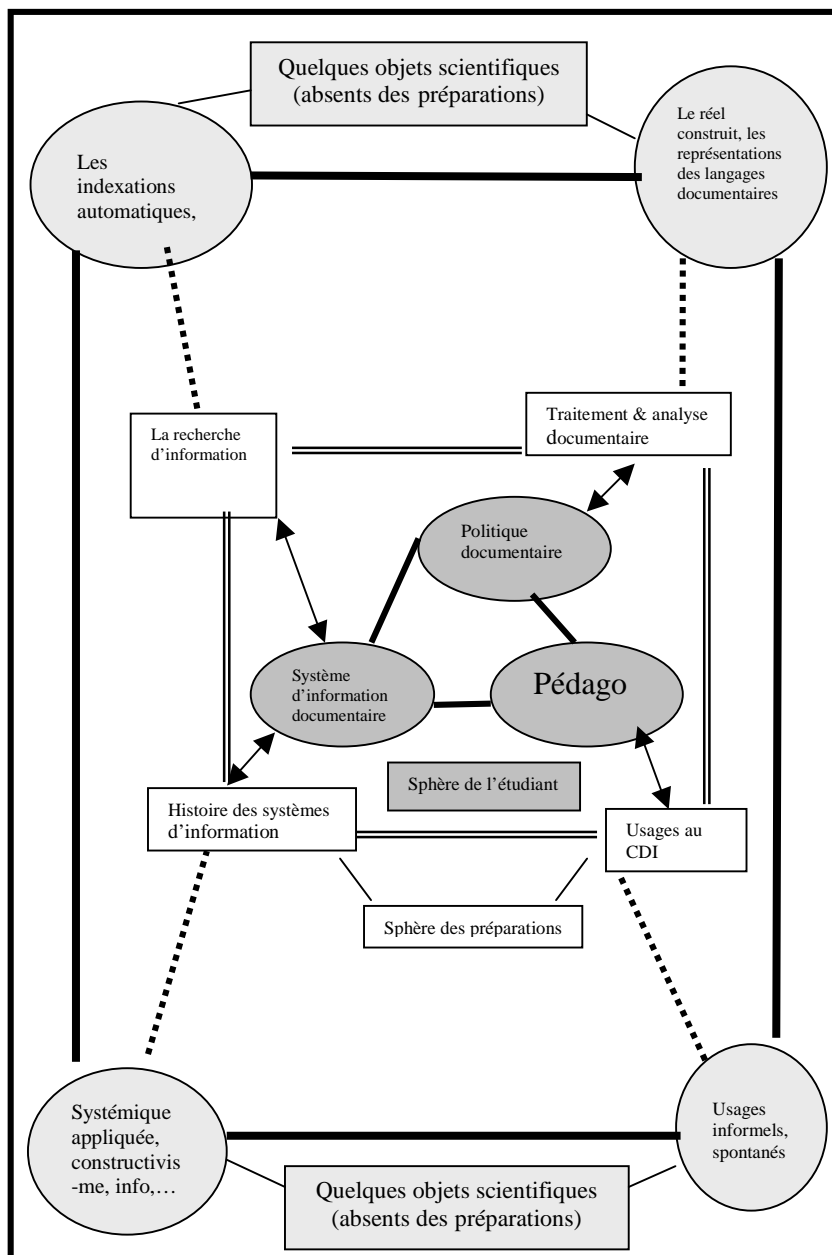 Quelques objets scientifiques
(absents des préparations)
Les
indexations
automatiques,
Le réel
construit, les
représentations
des langages
documentaires
La recherche
d'information
Traitement & analyse
documentaire
Politique
documentaire
Système
d'information
documentaire
Pédago
Sphère de l'étudiant
Histoire des systèmes
d'information
Usages au
CDI
Sphère des préparations
Systémique
appliquée,
constructivis
-me, info,…
Quelques objets scientifiques
(absents des préparations)
Usages
informels,
spontanés